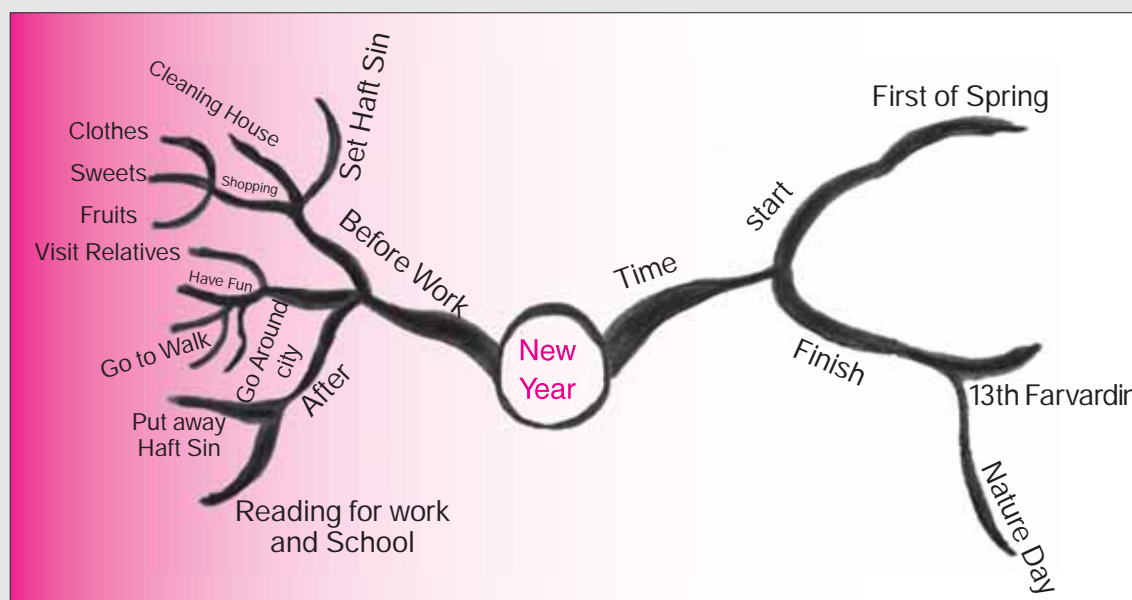 Cleaning House
Set Haft Sin
Clothes
Sweets
Shopping
Fruits
Before Work
Visit Relatives
Have Fun
Go to Walk
Go Around
city
After
Put away
Haft Sin
Reading for work
and School
New
Year
Time
start
First of Spring
Finish
13th Farvardin
Nature Day